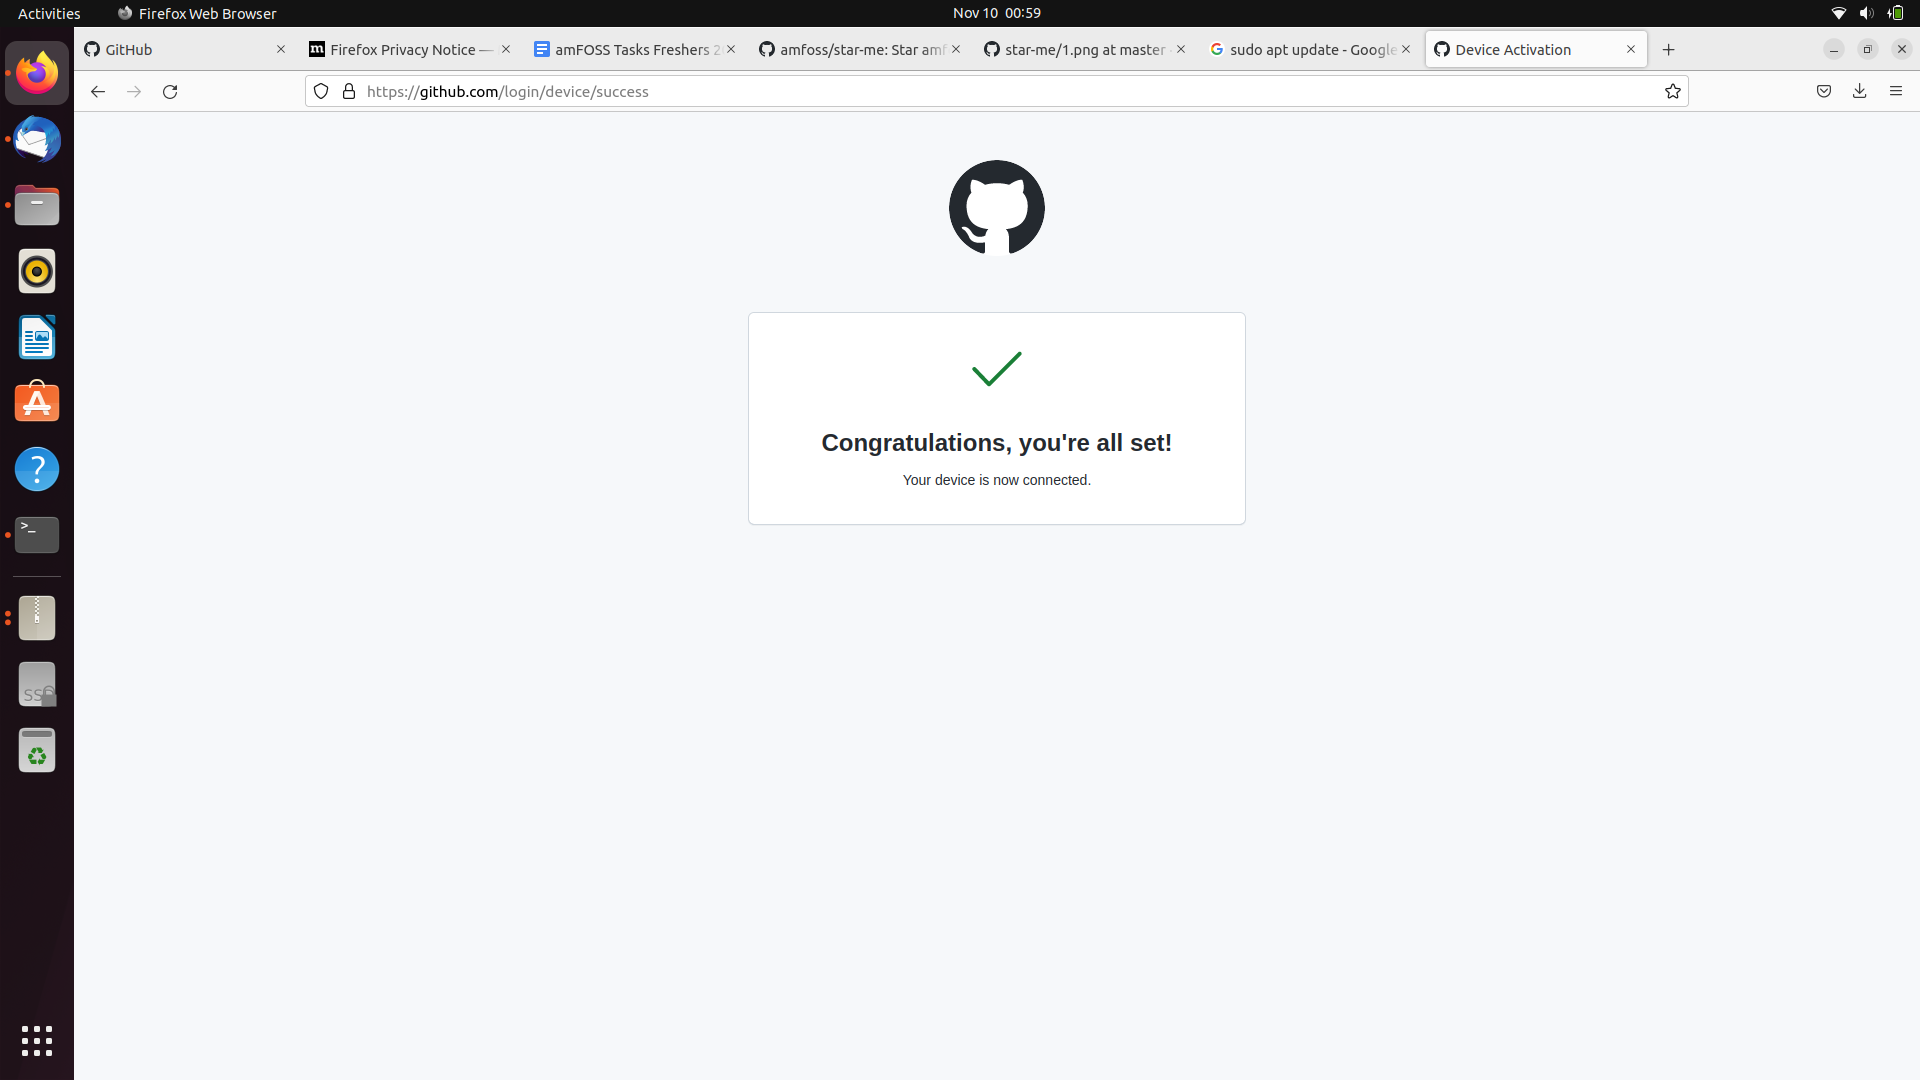 Activities
Firefox Web Browser
Nov 10 00:59
GitHub
Firefox Privacy Notice —
amFOSS Tasks Freshers
amfoss/star-me: Star amf
star-me/1.png at master
sudo apt update - Google
Device Activation
https://github.com/login/device/success
Congratulations, you're all set!
Your device is now connected.
>_
SS